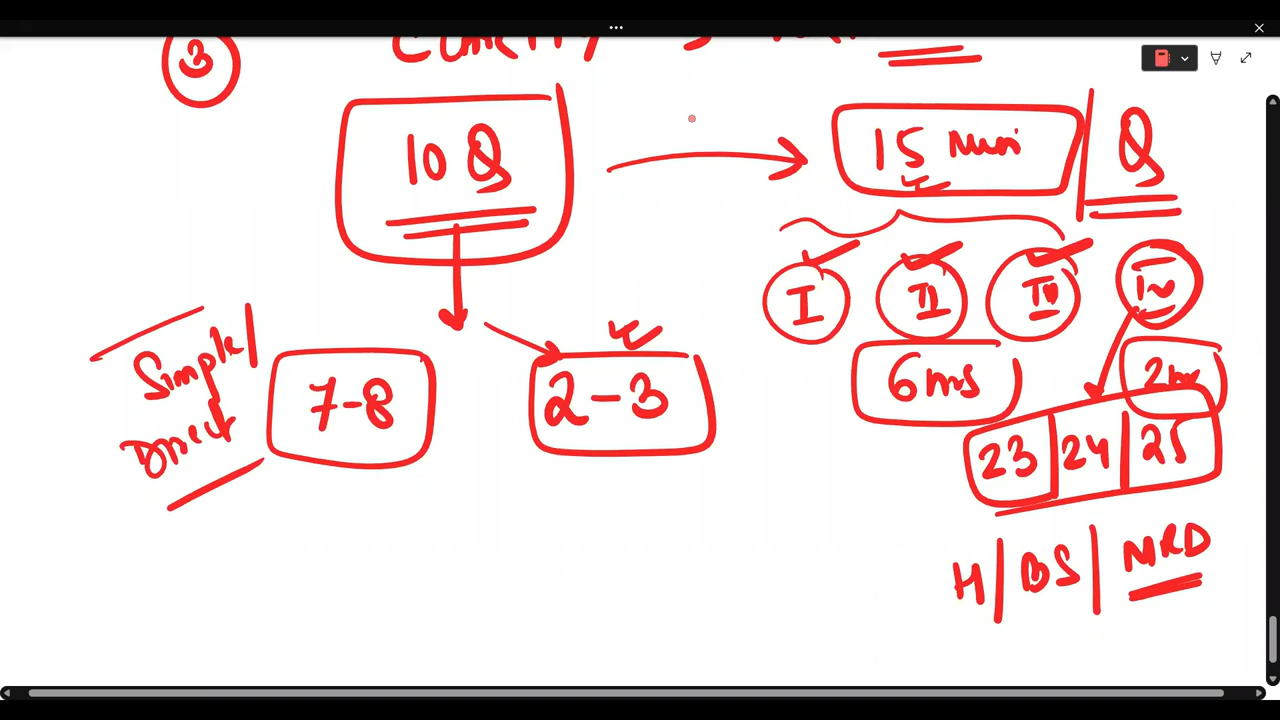 3
10 Q
15 Min Q
I II III IV
Simple/
Direct
7-8
2-3
6ms
23 24 25
H/BS/NRD